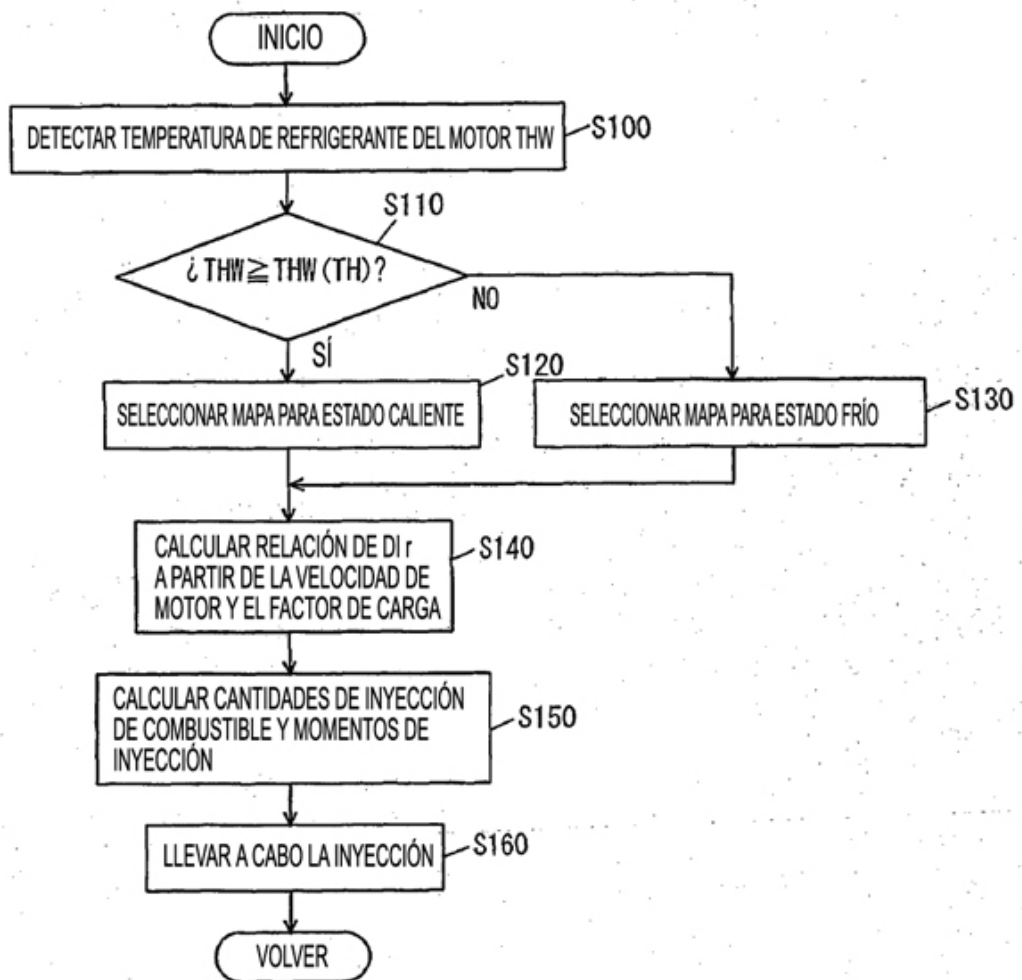 INICIO
DETECTAR TEMPERATURA DE REFRIGERANTE DEL MOTOR THW
S100
S110
¿ THW ≧ THW (TH) ?
NO
SÍ
S120
SELECCIONAR MAPA PARA ESTADO CALIENTE
SELECCIONAR MAPA PARA ESTADO FRÍO
S130
CALCULAR RELACIÓN DE DI r
A PARTIR DE LA VELOCIDAD DE
MOTOR Y EL FACTOR DE CARGA
S140
CALCULAR CANTIDADES DE INYECCIÓN
DE COMBUSTIBLE Y MOMENTOS DE
INYECCIÓN
S150
LLEVAR A CABO LA INYECCIÓN
S160
VOLVER